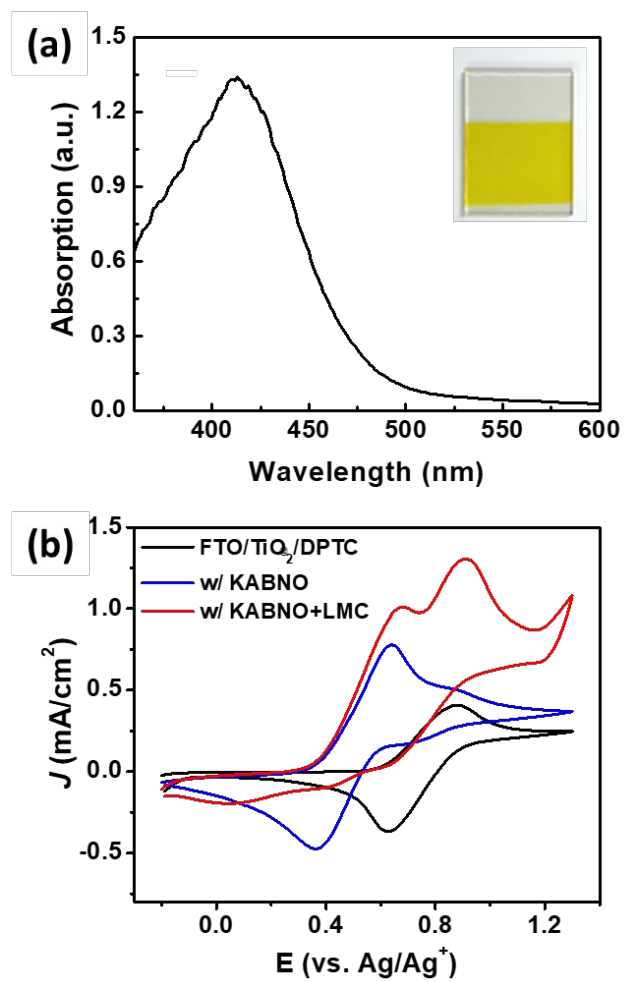 (a)
1.5
1.2
0.9
0.6
0.3
0.0
Absorption (a.u.)
400 450 500 550 600
Wavelength (nm)
(b)
1.5
1.0
0.5
0.0
-0.5
J (mA/cm²)
FTO/TiO₂/DPTC
w/ KABNO
w/ KABNO+LMC
0.0 0.4 0.8 1.2
E (vs. Ag/Ag⁺)